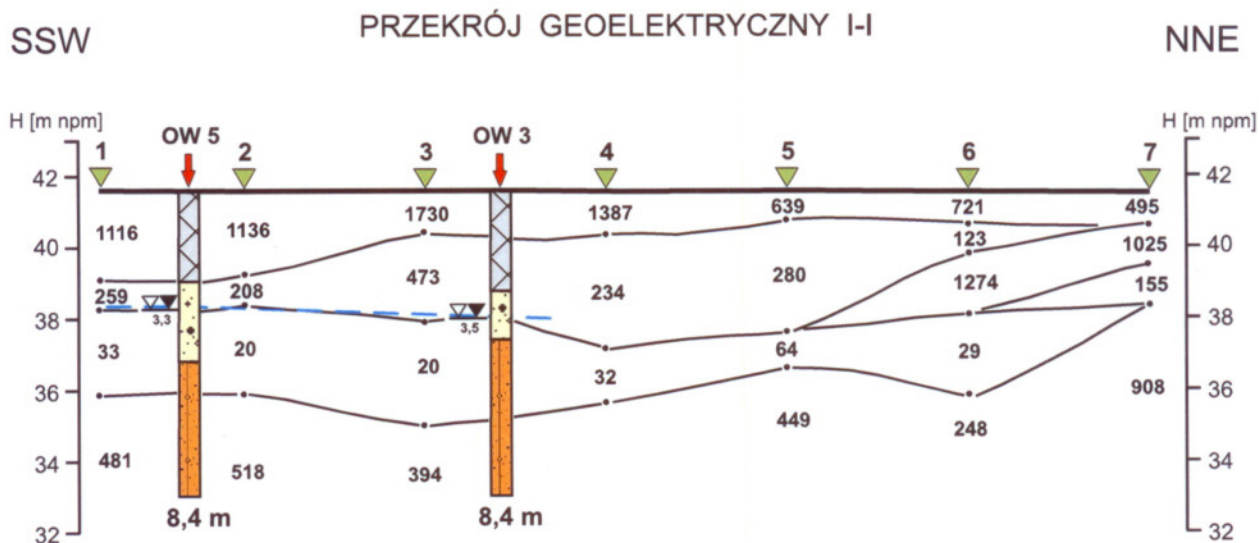 PRZEKRÓJ GEOELEKTRYCZNY I-I
SSW NNE
H [m npm] OW 5 OW 3 H [m npm]
1 2 3 4 5 6 7
42 42
1116 1136 1730 1387 639 721 495
40 123 1025 40
259 208 473 234 280 1274 155
38 3,3 3,5 38
33 20 20 32 64 29
36 908 36
481 518 394 449 248
34 34
8,4 m 8,4 m
32 32